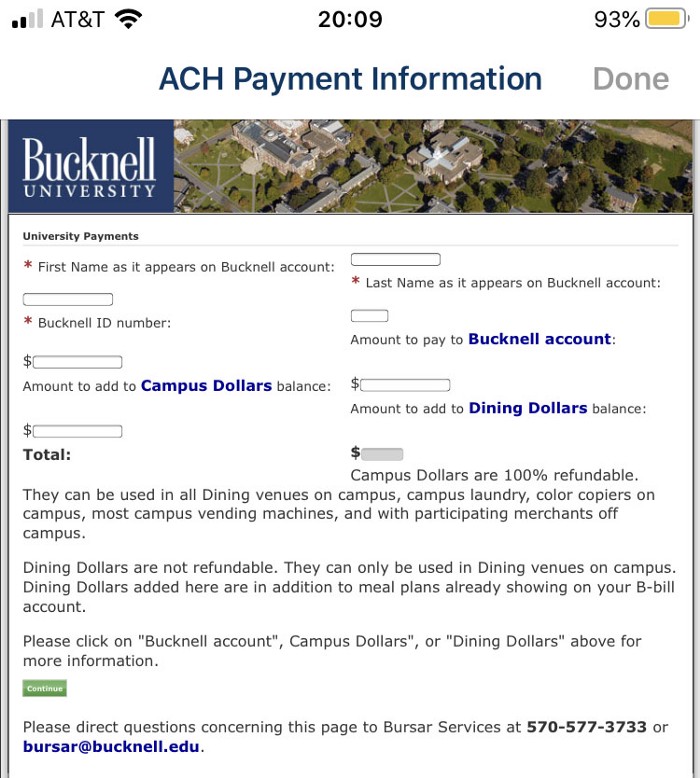 AT&T 20:09 93%
ACH Payment Information Done
Bucknell
UNIVERSITY
University Payments
* First Name as it appears on Bucknell account:
* Last Name as it appears on Bucknell account:
* Bucknell ID number:
Amount to pay to Bucknell account:
$
Amount to add to Campus Dollars balance:
$
Amount to add to Dining Dollars balance:
$
Total:
$
Campus Dollars are 100% refundable.
They can be used in all Dining venues on campus, campus laundry, color copiers on
campus, most campus vending machines, and with participating merchants off
campus.
Dining Dollars are not refundable. They can only be used in Dining venues on campus.
Dining Dollars added here are in addition to meal plans already showing on your B-bill
account.
Please click on "Bucknell account", Campus Dollars", or "Dining Dollars" above for
more information.
Continue
Please direct questions concerning this page to Bursar Services at 570-577-3733 or
bursar@bucknell.edu.